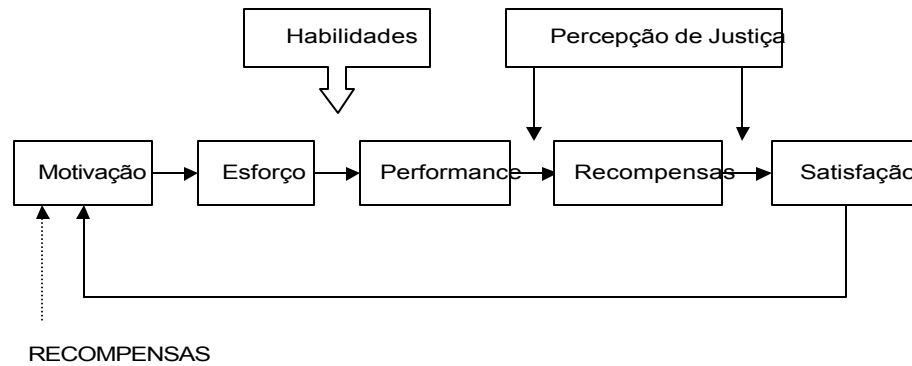 Habilidades
Percepção de Justiça
Motivação
Esforço
Performance
Recompensas
Satisfação
RECOMPENSAS